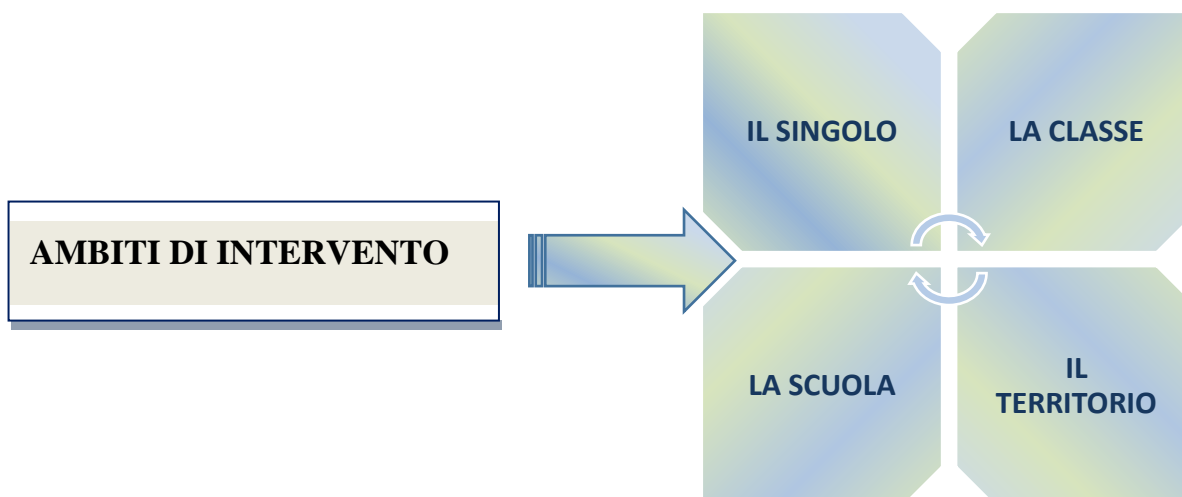 AMBITI DI INTERVENTO
IL SINGOLO
LA CLASSE
LA SCUOLA
IL
TERRITORIO